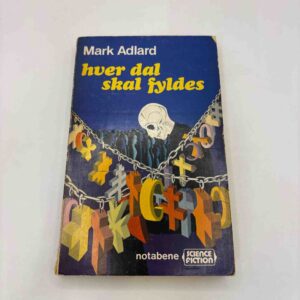 Mark Adlard
hver dal
skal fyldes
notabene
SCIENCE
FICTION